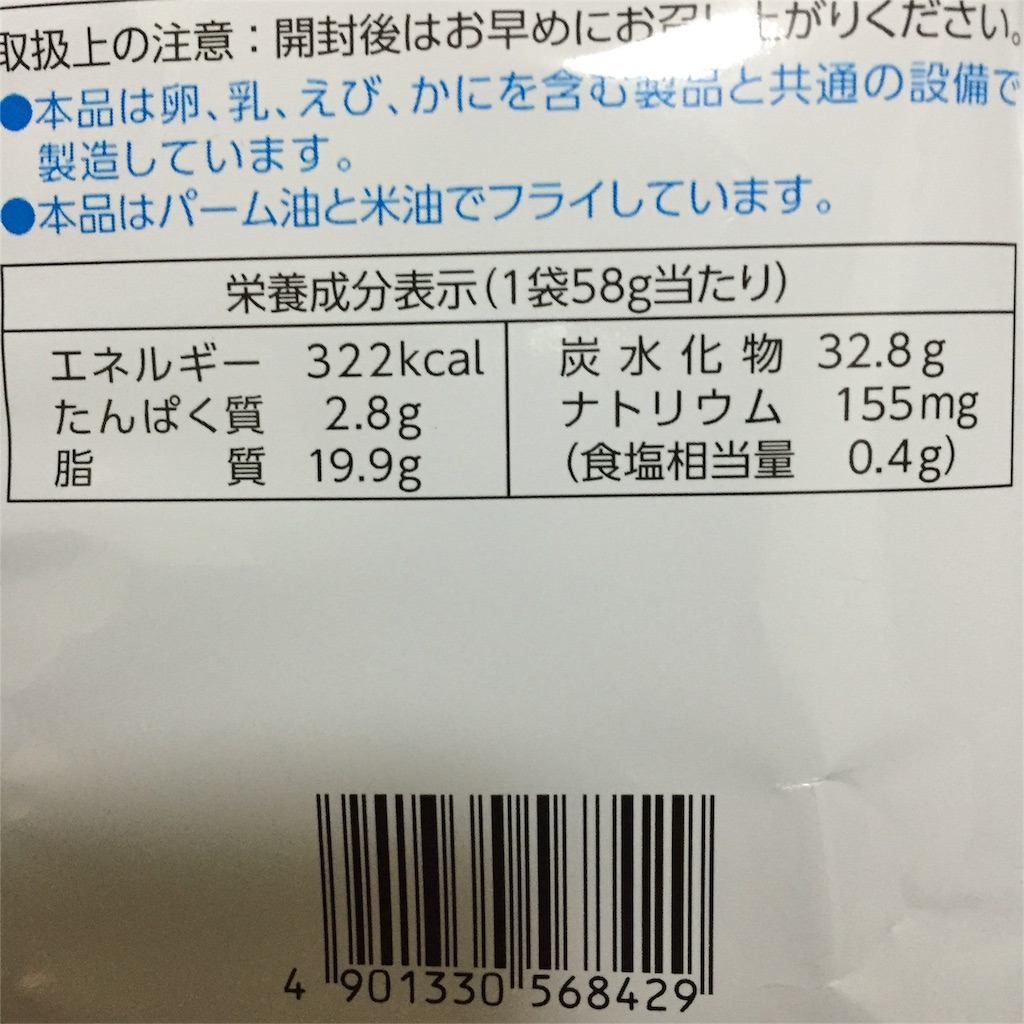 取扱上の注意：開封後はお早めにお召し上がりください。
●本品は卵、乳、えび、かにを含む製品と共通の設備で
製造しています。
●本品はパーム油と米油でフライしています。
栄養成分表示(1袋58g当たり)
エネルギー 322kcal
たんぱく質 2.8g
脂質 19.9g
炭水化物 32.8g
ナトリウム 155mg
(食塩相当量 0.4g)
4 901330 568429